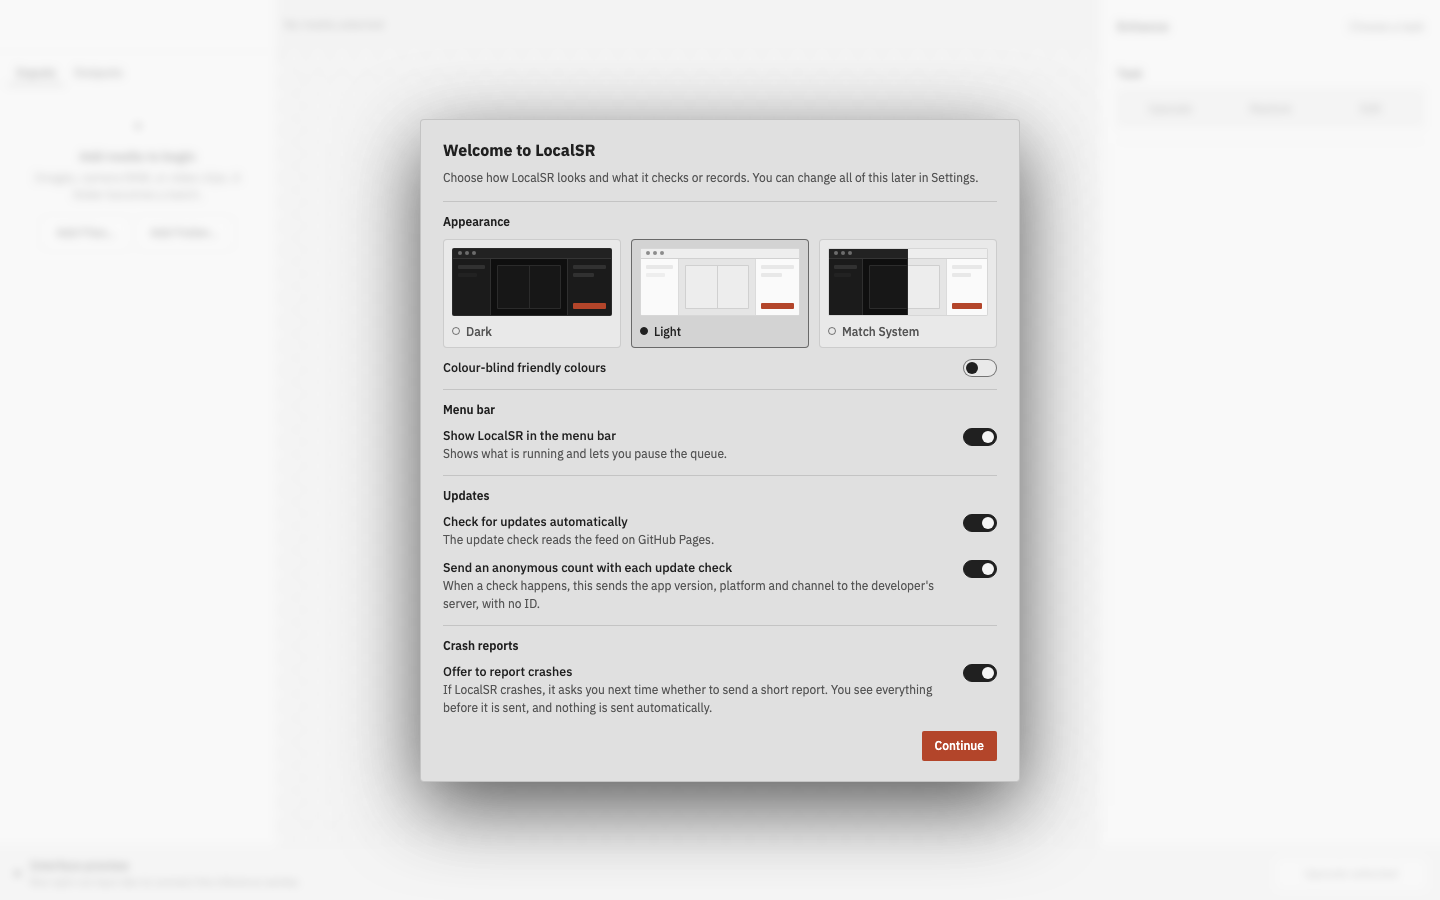 Welcome to LocalSR
Choose how LocalSR looks and what it checks or records. You can change all of this later in Settings.
Appearance
Dark
Light
Match System
Colour-blind friendly colours
Menu bar
Show LocalSR in the menu bar
Shows what is running and lets you pause the queue.
Updates
Check for updates automatically
The update check reads the feed on GitHub Pages.
Send an anonymous count with each update check
When a check happens, this sends the app version, platform and channel to the developer's
server, with no ID.
Crash reports
Offer to report crashes
If LocalSR crashes, it asks you next time whether to send a short report. You see everything
before it is sent, and nothing is sent automatically.
Continue